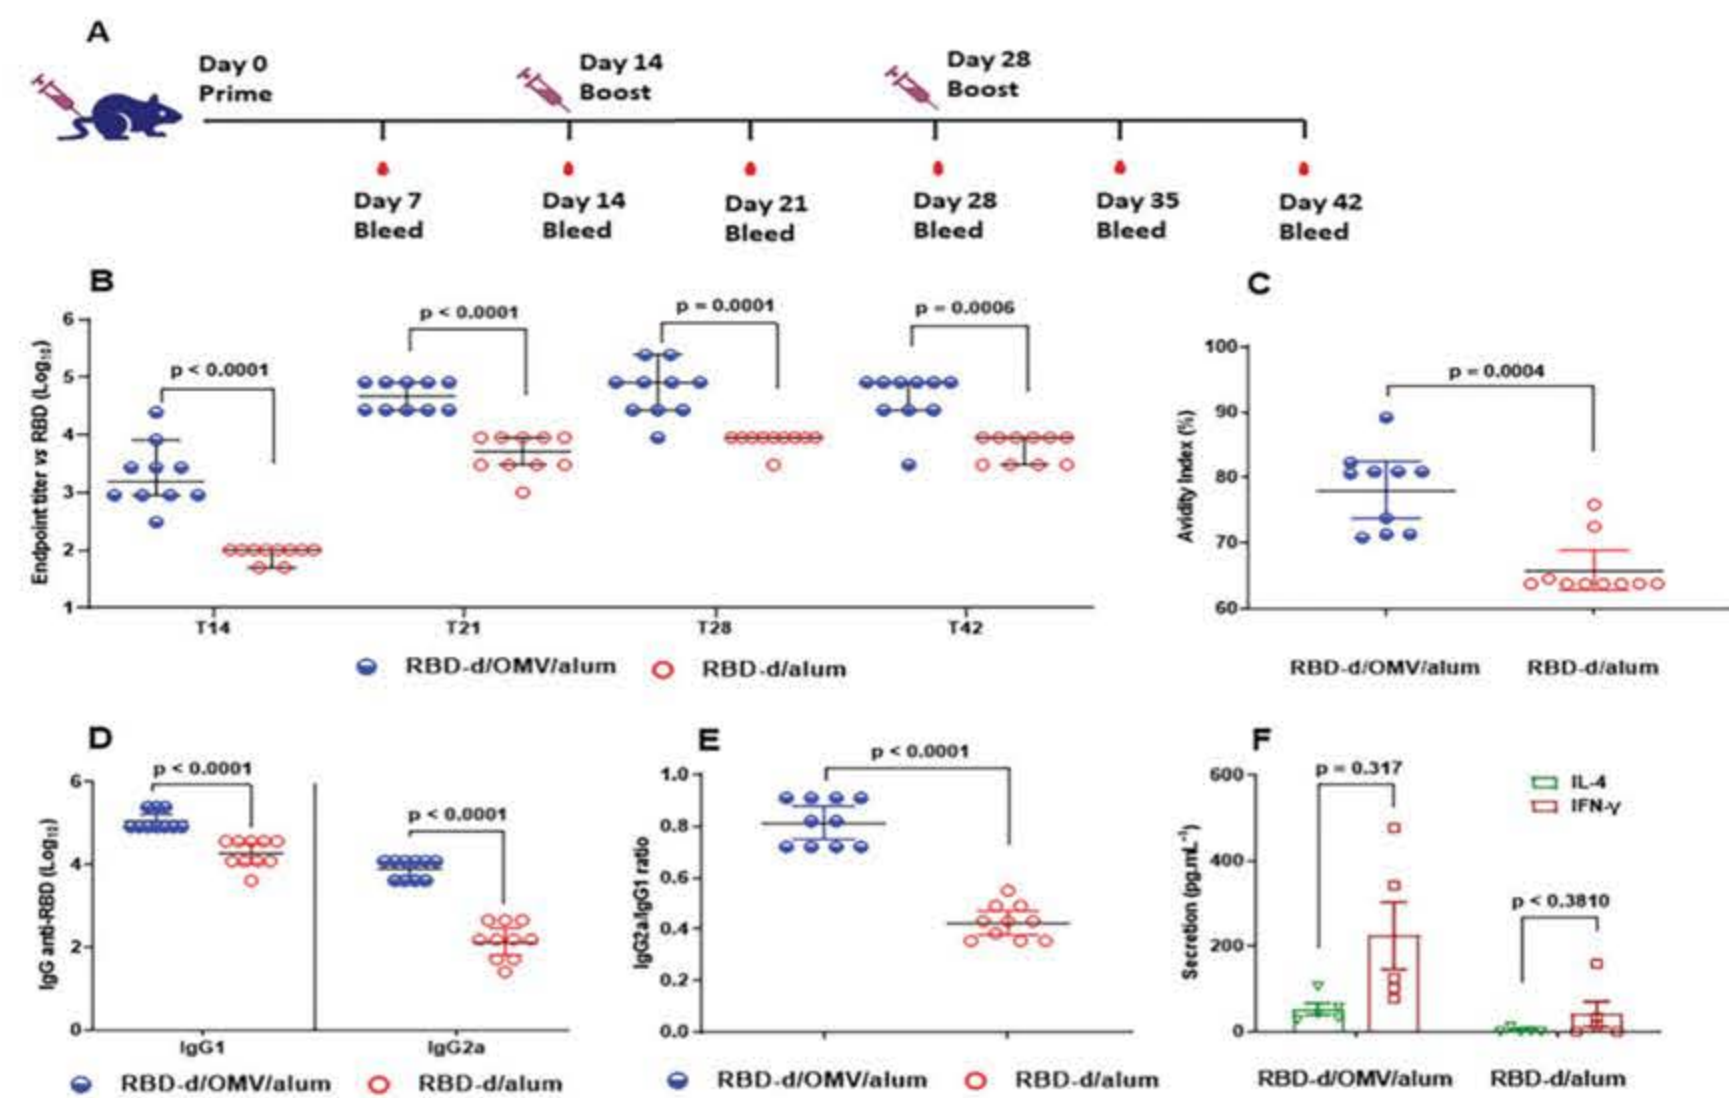 A
Day 0
Prime
Day 14
Boost
Day 28
Boost
Day 7
Bleed
Day 14
Bleed
Day 21
Bleed
Day 28
Bleed
Day 35
Bleed
Day 42
Bleed
B
Endpoint titer vs RBD (Log₁₀)
6
5
4
3
2
1
p < 0.0001
p < 0.0001
p = 0.0001
p = 0.0006
T14
T21
T28
T42
RBD-d/OMV/alum
RBD-d/alum
C
Avidity Index (%)
100
90
80
70
60
p = 0.0004
RBD-d/OMV/alum
RBD-d/alum
D
IgG anti-RBD (Log₁₀)
6
4
2
0
p < 0.0001
p < 0.0001
IgG1
IgG2a
RBD-d/OMV/alum
RBD-d/alum
E
IgG2a/IgG1 ratio
1.0
0.8
0.6
0.4
0.2
0.0
p < 0.0001
RBD-d/OMV/alum
RBD-d/alum
F
Secretion (pg.mL⁻¹)
600
400
200
0
p = 0.317
p < 0.3810
IL-4
IFN-γ
RBD-d/OMV/alum
RBD-d/alum